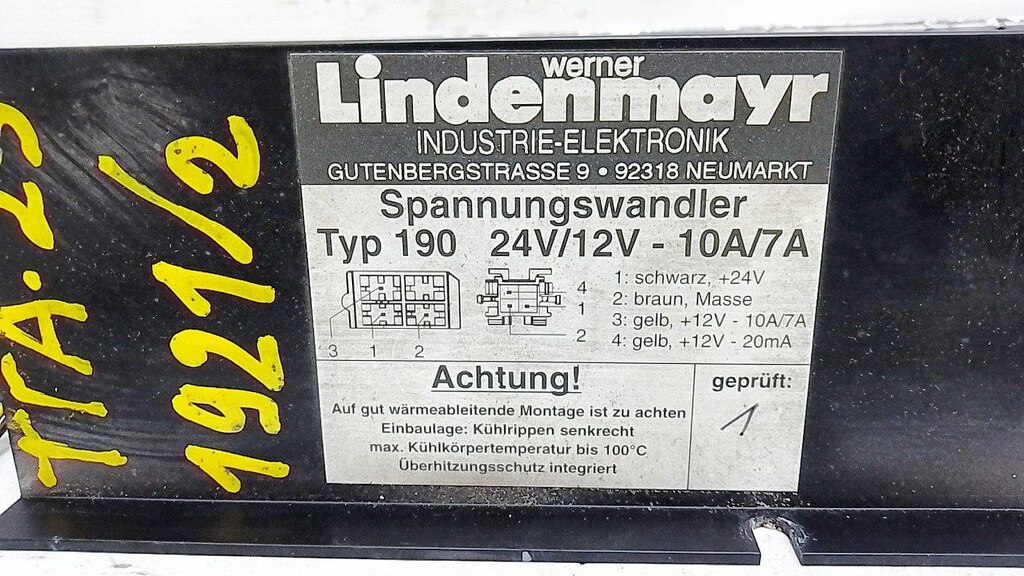 werner
Lindenmayr
INDUSTRIE-ELEKTRONIK
GUTENBERGSTRASSE 9 • 92318 NEUMARKT
Spannungswandler
Typ 190 24V/12V - 10A/7A
4
1
2
3 1 2
1: schwarz, +24V
2: braun, Masse
3: gelb, +12V - 10A/7A
4: gelb, +12V - 20mA
Achtung!
Auf gut wärmeableitende Montage ist zu achten
Einbaulage: Kühlrippen senkrecht
max. Kühlkörpertemperatur bis 100°C
Überhitzungsschutz integriert
geprüft:
1
1921/2